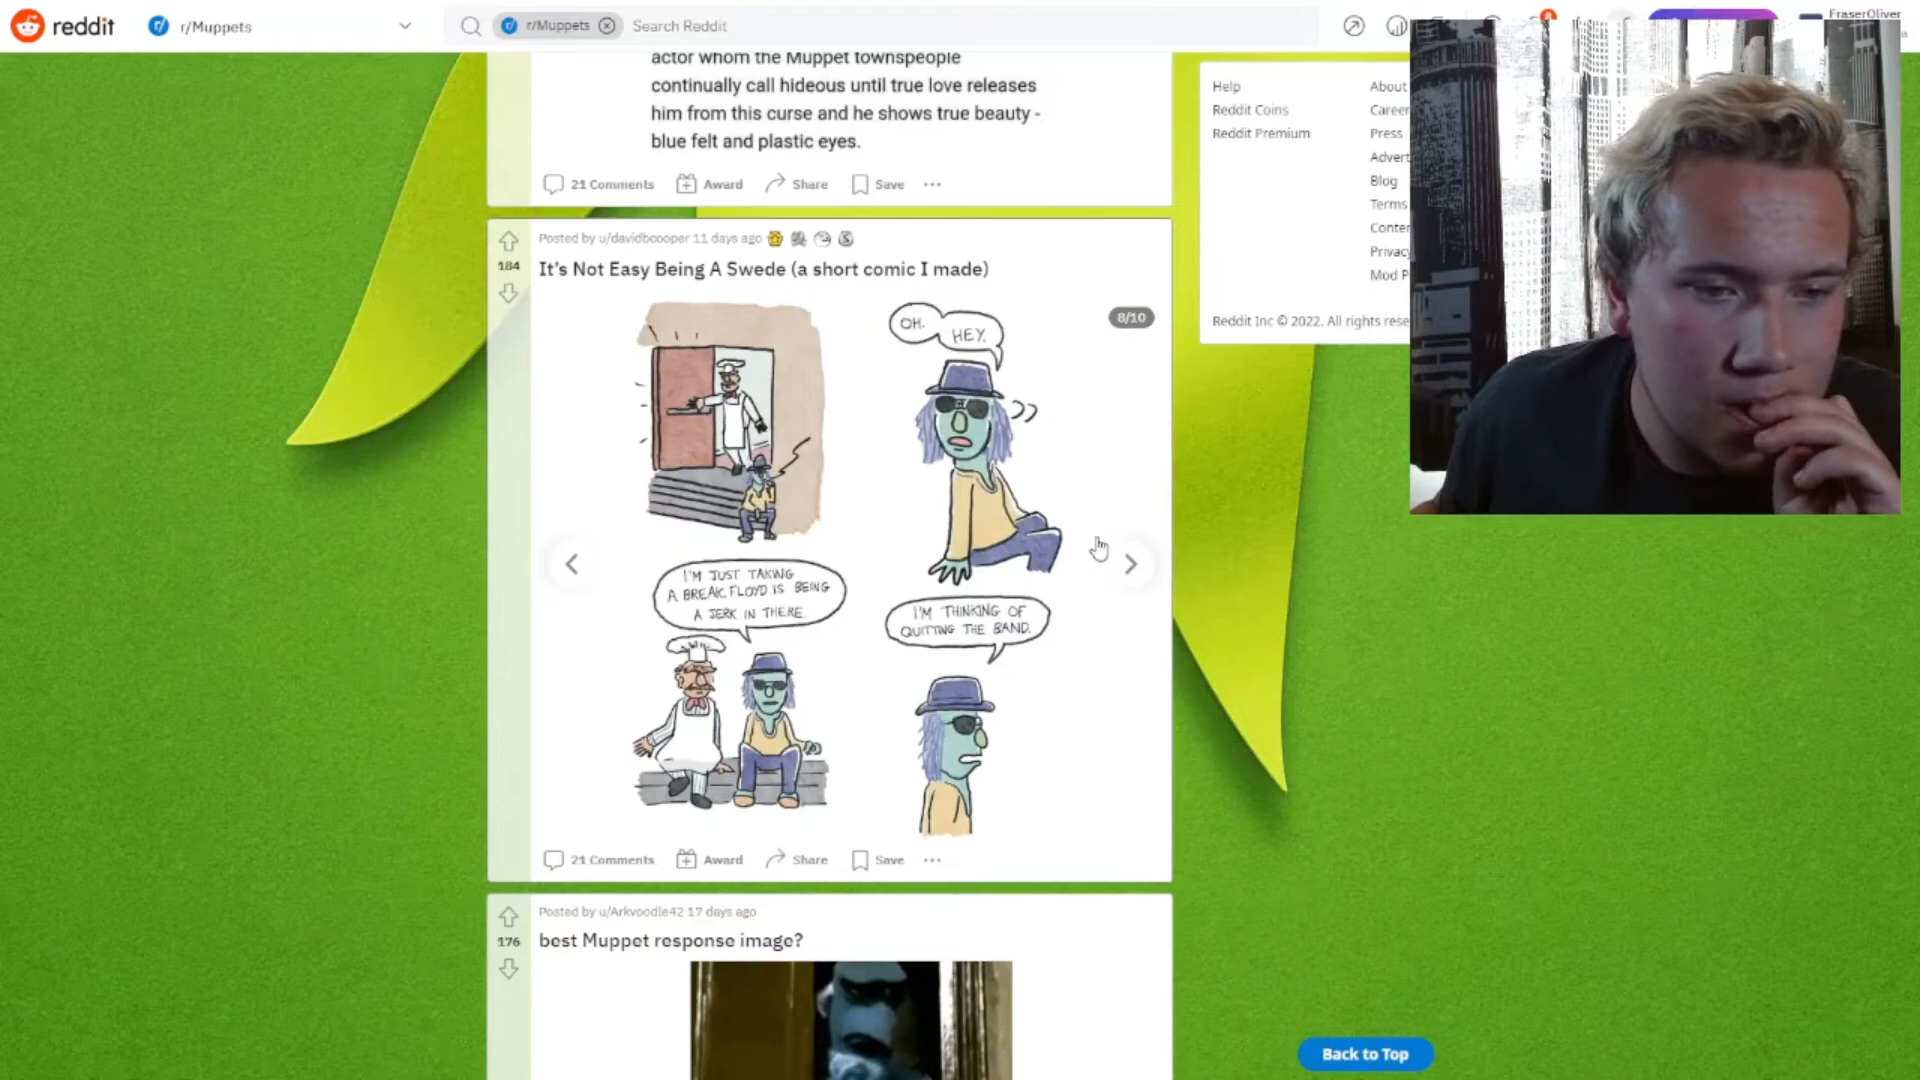 reddit
r/Muppets
r/Muppets
Search Reddit
8
FraserOliver
actor whom the Muppet townspeople
continually call hideous until true love releases
him from this curse and he shows true beauty -
blue felt and plastic eyes.
21 Comments Award Share Save
Help
Reddit Coins
Reddit Premium
About
Press
Blog
Terms
Reddit Inc © 2022. All rights
Posted by u/davidbcooper 11 days ago
184
It's Not Easy Being A Swede (a short comic I made)
8/10
OH.
HEY.
I'M JUST TAKING
A BREAK. FLOYD IS BEING
A JERK IN THERE.
I'M THINKING OF
QUITTING THE BAND.
21 Comments Award Share Save
Posted by u/Arkvoodle42 17 days ago
176
best Muppet response image?
Back to Top